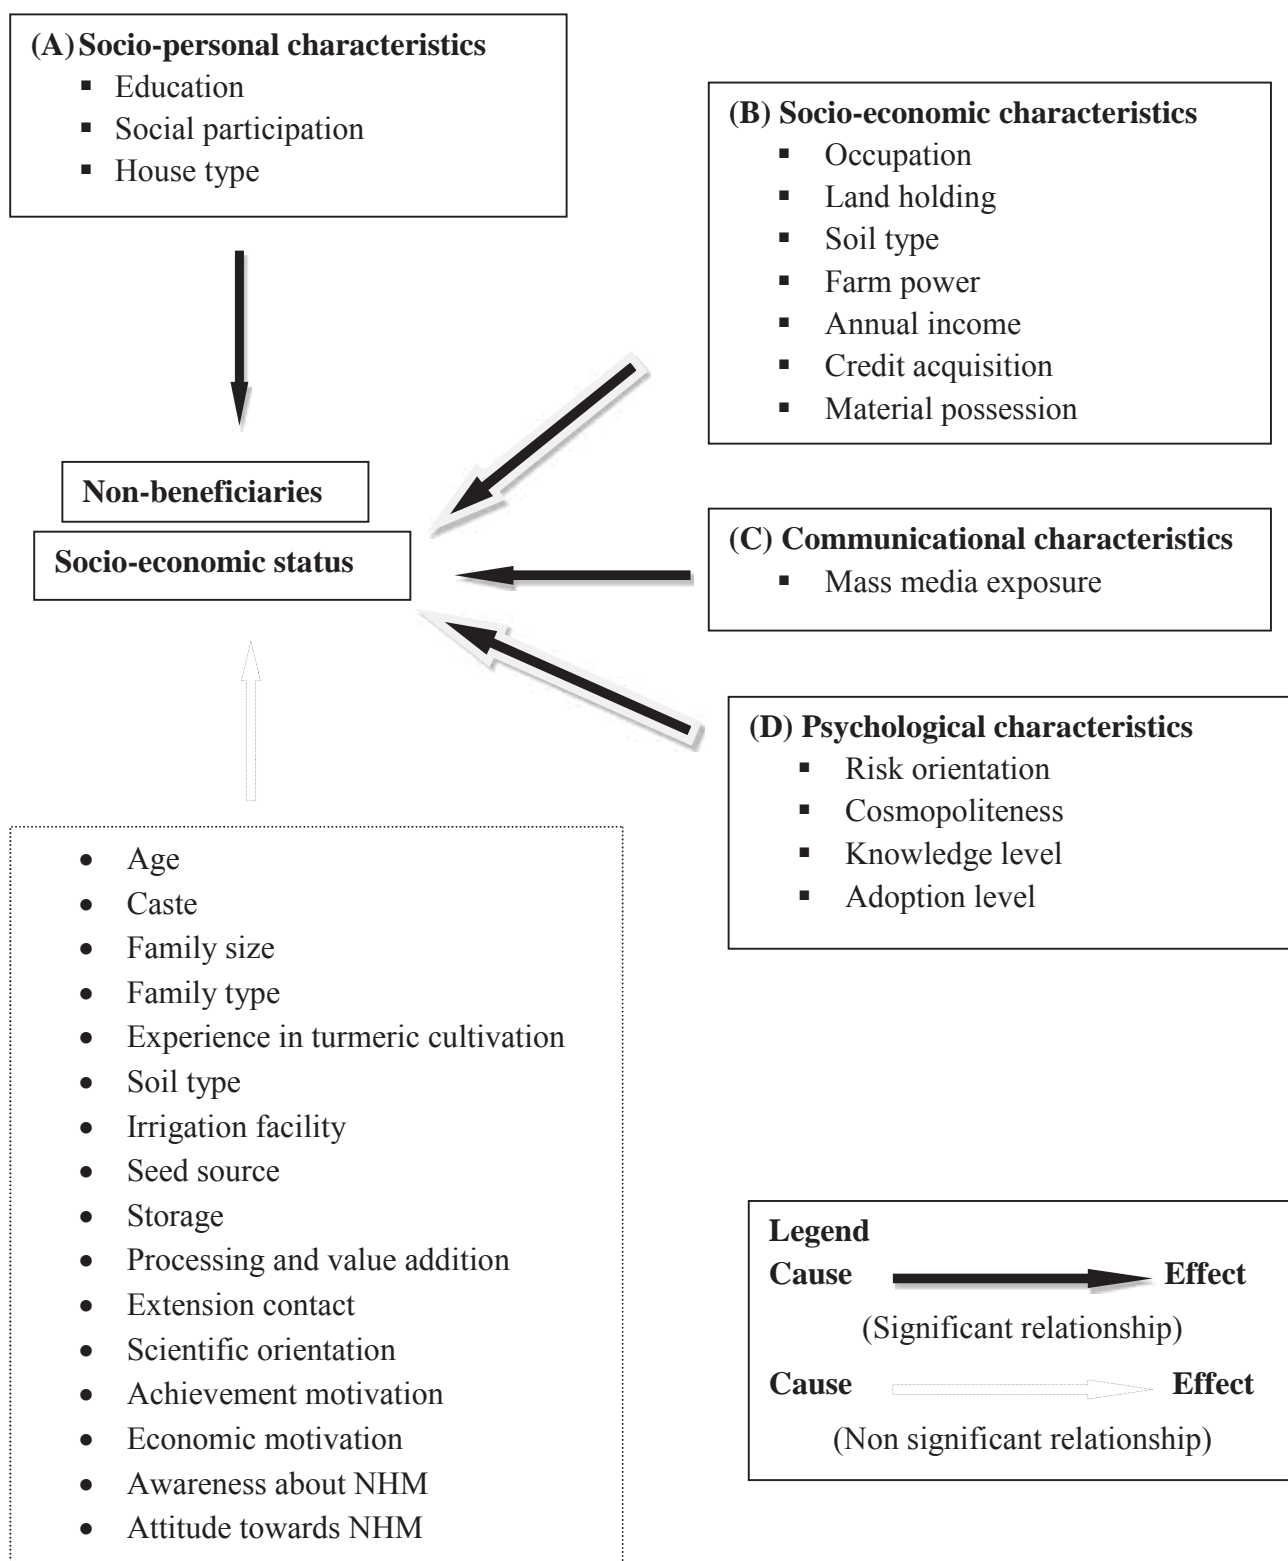 (A) Socio-personal characteristics
▪ Education
▪ Social participation
▪ House type
(B) Socio-economic characteristics
▪ Occupation
▪ Land holding
▪ Soil type
▪ Farm power
▪ Annual income
▪ Credit acquisition
▪ Material possession
Non-beneficiaries
Socio-economic status
(C) Communicational characteristics
▪ Mass media exposure
(D) Psychological characteristics
▪ Risk orientation
▪ Cosmopoliteness
▪ Knowledge level
▪ Adoption level
• Age
• Caste
• Family size
• Family type
• Experience in turmeric cultivation
• Soil type
• Irrigation facility
• Seed source
• Storage
• Processing and value addition
• Extension contact
• Scientific orientation
• Achievement motivation
• Economic motivation
• Awareness about NHM
• Attitude towards NHM
Legend
Cause Effect
(Significant relationship)
Cause Effect
(Non significant relationship)